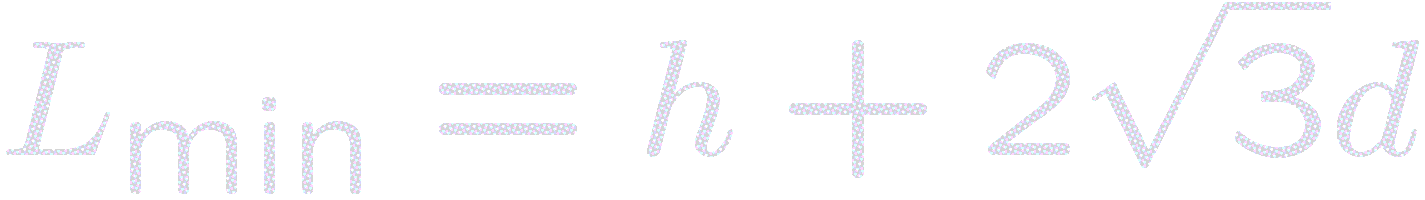 L_min = h + 2√3d